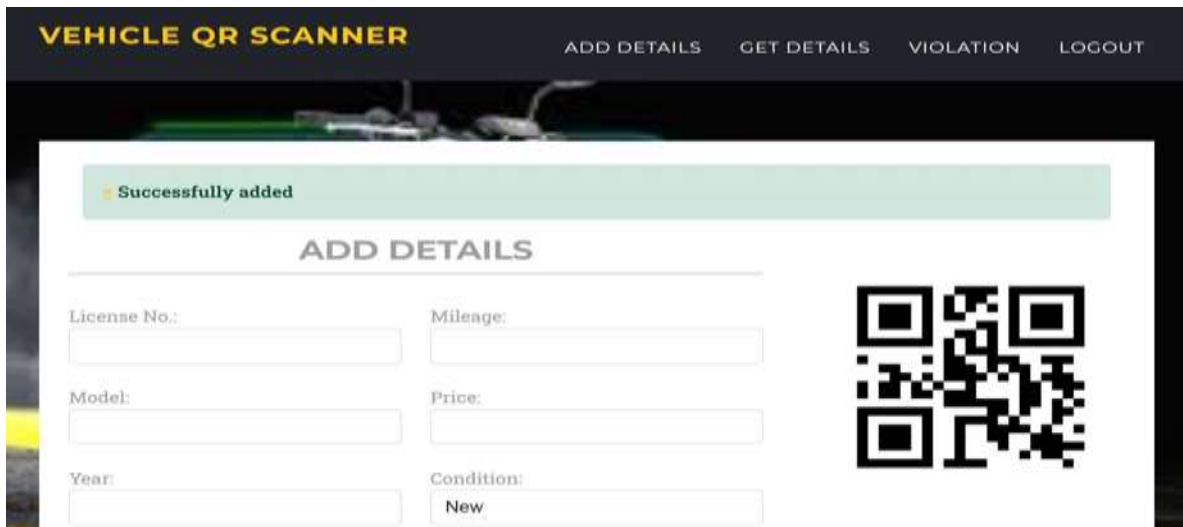 VEHICLE QR SCANNER
ADD DETAILS GET DETAILS VIOLATION LOGOUT
Successfully added
ADD DETAILS
License No.: Mileage:
Model: Price:
Year: Condition:
New